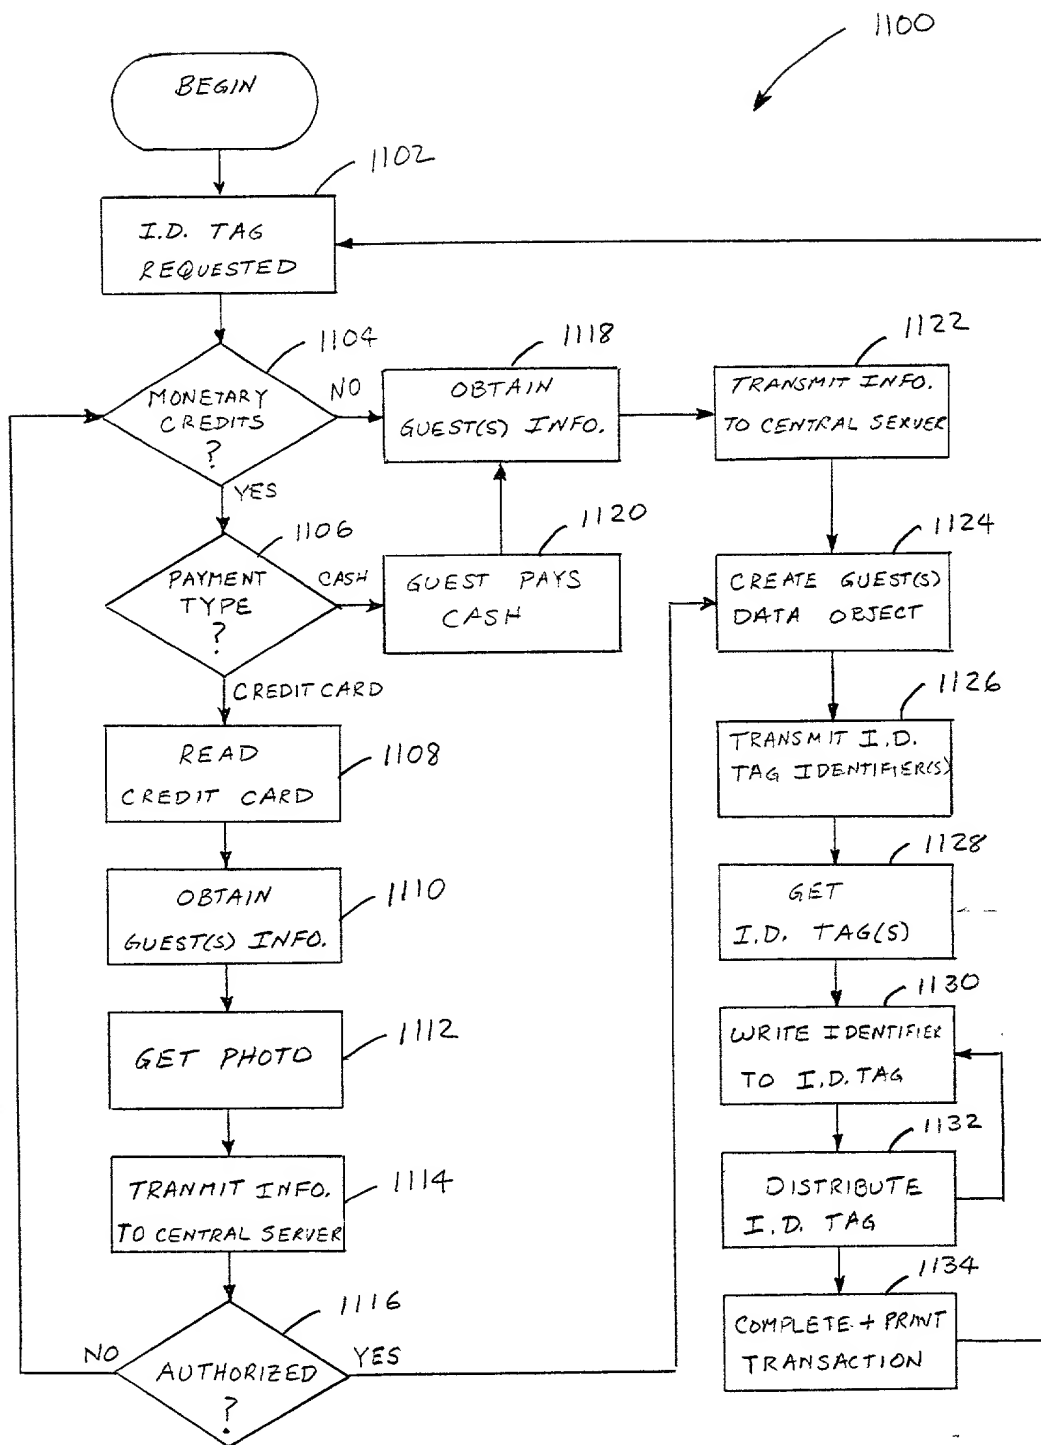 1100
BEGIN
1102
I.D. TAG
REQUESTED
1104
MONETARY
CREDITS
?
NO
YES
1118
OBTAIN
GUEST(S) INFO.
1122
TRANSMIT INFO.
TO CENTRAL SERVER
1106
PAYMENT
TYPE
?
CASH
CREDIT CARD
1120
GUEST PAYS
CASH
1124
CREATE GUEST(S)
DATA OBJECT
1108
READ
CREDIT CARD
1126
TRANSMIT I.D.
TAG IDENTIFIER(S)
1110
OBTAIN
GUEST(S) INFO.
1128
GET
I.D. TAG(S)
1112
GET PHOTO
1130
WRITE IDENTIFIER
TO I.D. TAG
1114
TRANMIT INFO.
TO CENTRAL SERVER
1132
DISTRIBUTE
I.D. TAG
1116
AUTHORIZED
?
NO
YES
1134
COMPLETE + PRINT
TRANSACTION